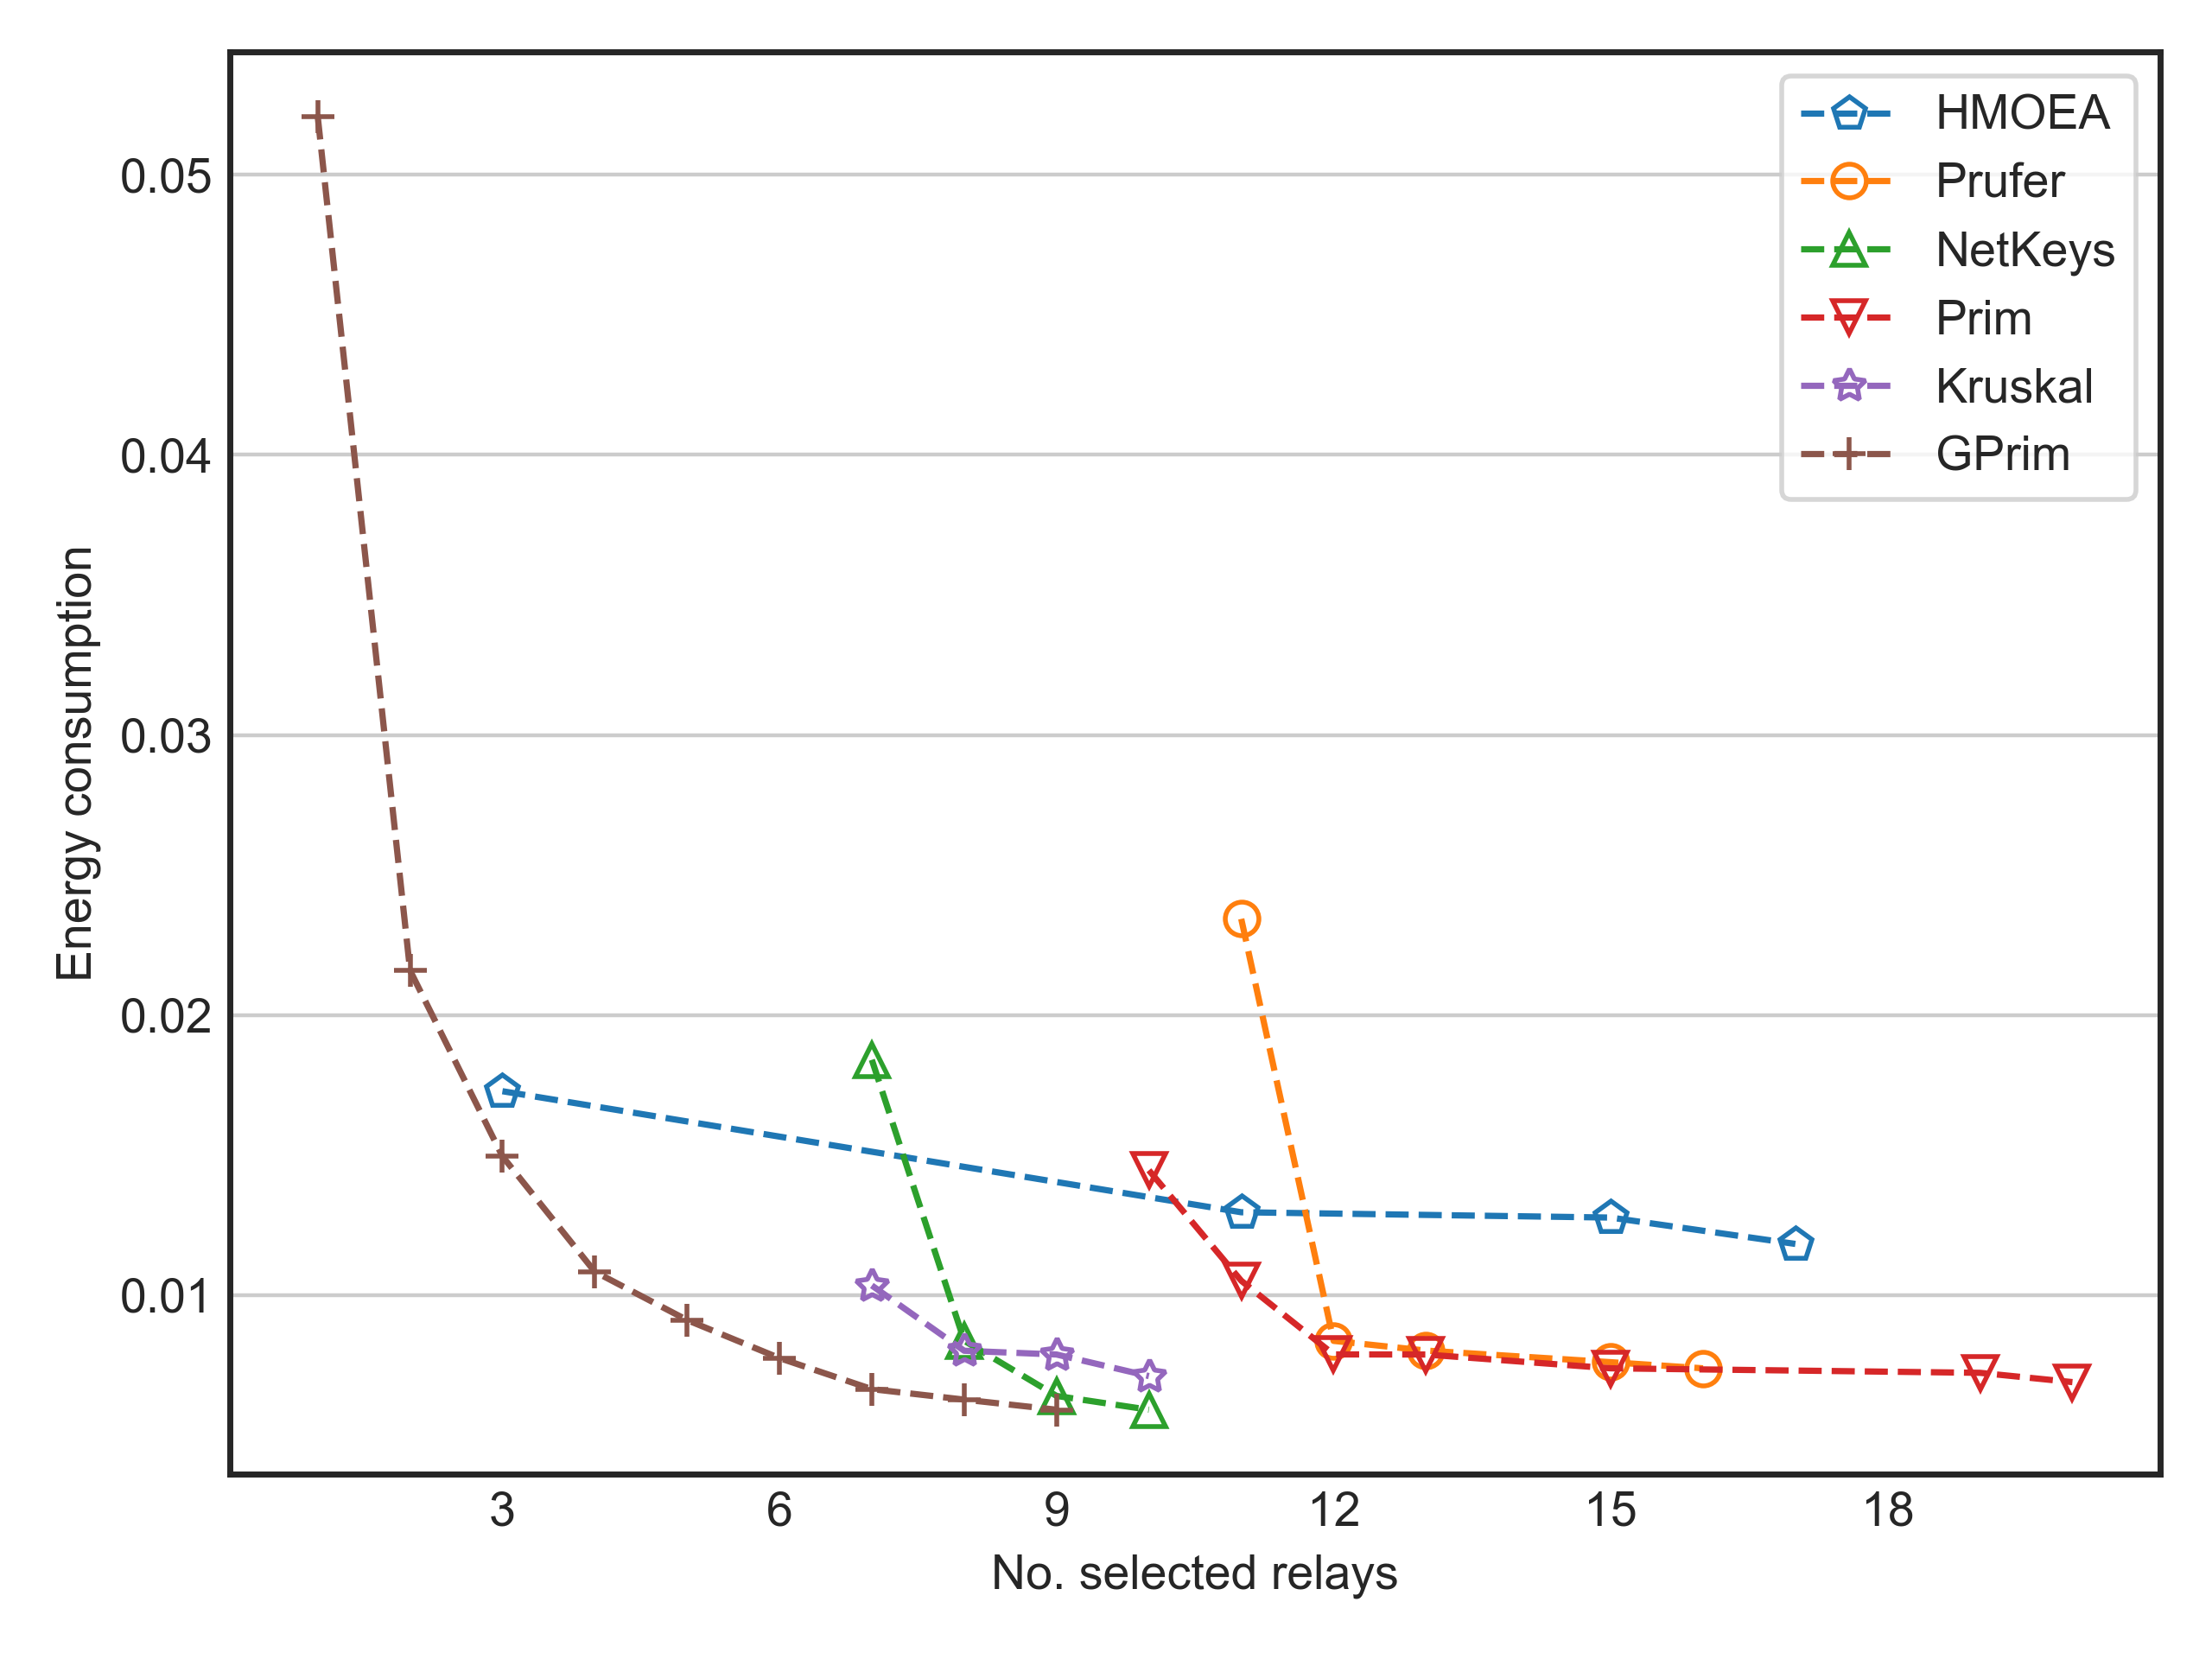 HMOEA
Prufer
NetKeys
Prim
Kruskal
GPrim
0.05
0.04
0.03
0.02
0.01
Energy consumption
3 6 9 12 15 18
No. selected relays